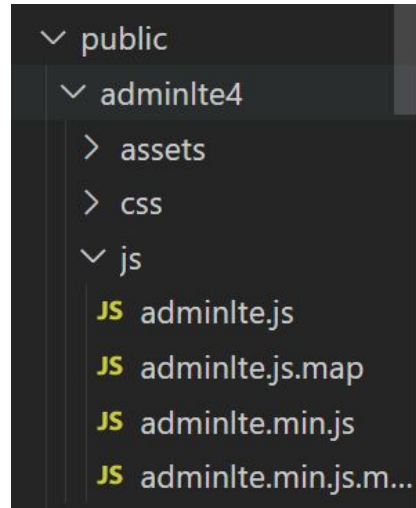 public
adminlte4
assets
css
js
JS adminlte.js
JS adminlte.js.map
JS adminlte.min.js
JS adminlte.min.js.m...